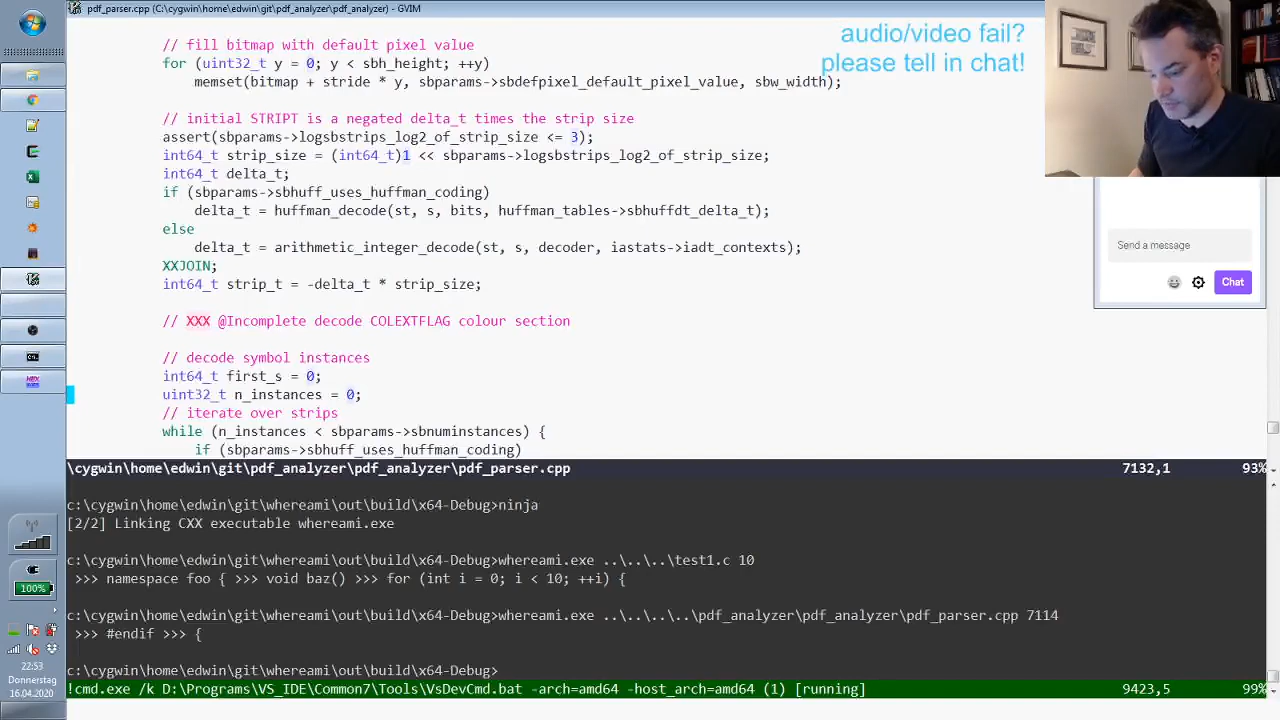 pdf_parser.cpp (C:\cygwin\home\edwin\git\pdf_analyzer\pdf_analyzer) - GVIM
audio/video fail?
please tell in chat!
// fill bitmap with default pixel value
for (uint32_t y = 0; y < sbh_height; ++y)
memset(bitmap + stride * y, sbparams->sbdefpixel_default_pixel_value, sbw_width);
// initial STRIPT is a negated delta_t times the strip size
assert(sbparams->logsbstrips_log2_of_strip_size <= 3);
int64_t strip_size = (int64_t)1 << sbparams->logsbstrips_log2_of_strip_size;
int64_t delta_t;
if (sbparams->sbhuff_uses_huffman_coding)
delta_t = huffman_decode(st, s, bits, huffman_tables->sbhuffdt_delta_t);
else
delta_t = arithmetic_integer_decode(st, s, decoder, iastats->iadt_contexts);
XXJOIN;
int64_t strip_t = -delta_t * strip_size;
// XXX @Incomplete decode COLEXTFLAG colour section
// decode symbol instances
int64_t first_s = 0;
uint32_t n_instances = 0;
// iterate over strips
while (n_instances < sbparams->sbnuminstances) {
if (sbparams->sbhuff_uses_huffman_coding)
Send a message
Chat
\cygwin\home\edwin\git\pdf_analyzer\pdf_analyzer\pdf_parser.cpp 7132,1 93%
c:\cygwin\home\edwin\git\whereami\out\build\x64-Debug>ninja
[2/2] Linking CXX executable whereami.exe
c:\cygwin\home\edwin\git\whereami\out\build\x64-Debug>whereami.exe ..\..\..\test1.c 10
>>> namespace foo { >>> void baz() >>> for (int i = 0; i < 10; ++i) {
c:\cygwin\home\edwin\git\whereami\out\build\x64-Debug>whereami.exe ..\..\..\..\pdf_analyzer\pdf_analyzer\pdf_parser.cpp 7114
>>> #endif >>> {
c:\cygwin\home\edwin\git\whereami\out\build\x64-Debug>
!cmd.exe /k D:\Programs\VS_IDE\Common7\Tools\VsDevCmd.bat -arch=amd64 -host_arch=amd64 (1) [running] 9423,5 99%
100%
22:53
Donnerstag
16.04.2020